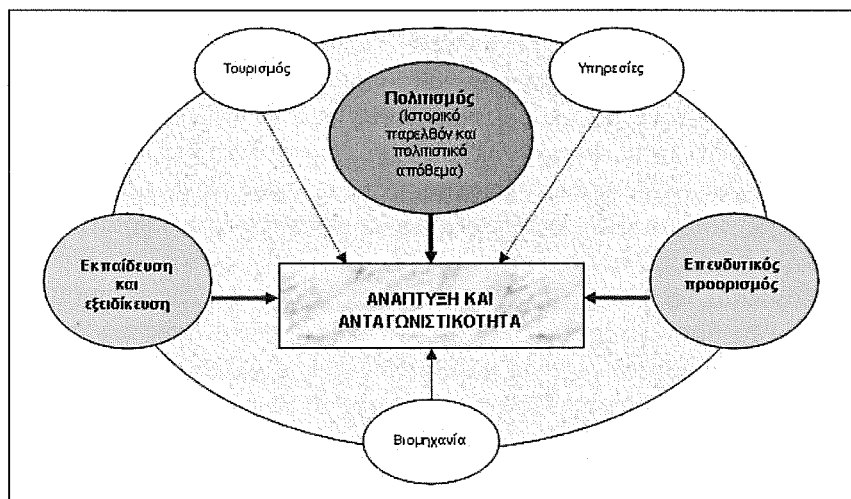 Τουρισμός
Υπηρεσίες
Πολιτισμός
(Ιστορικό
παρελθόν και
πολιτιστικό
απόθεμα)
Εκπαίδευση
και
εξειδίκευση
Επενδυτικός
προορισμός
ΑΝΑΠΤΥΞΗ ΚΑΙ
ΑΝΤΑΓΩΝΙΣΤΙΚΟΤΗΤΑ
Βιομηχανία